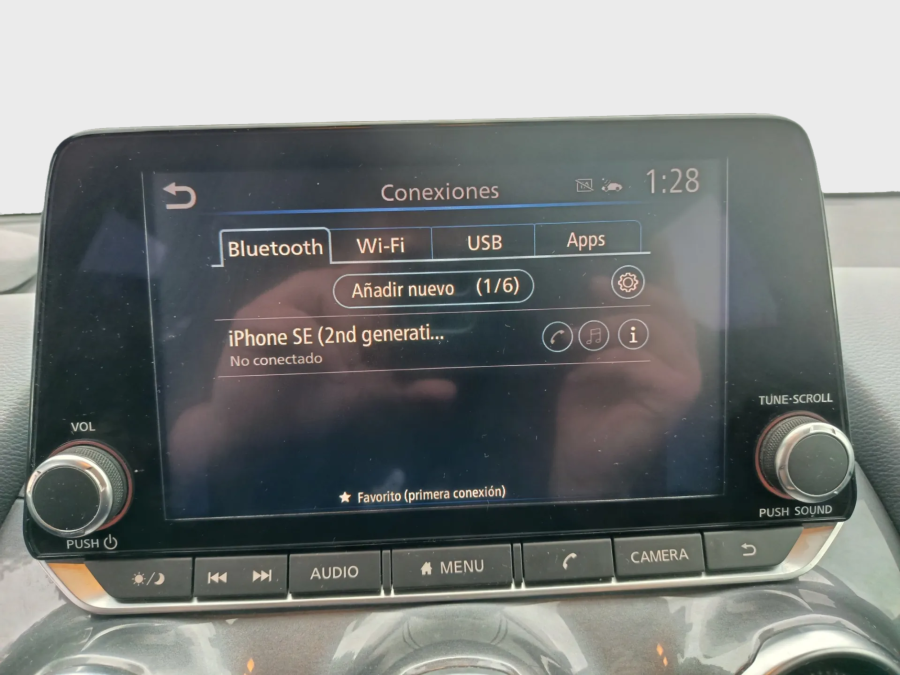 Conexiones
1:28
Bluetooth
Wi-Fi
USB
Apps
Añadir nuevo (1/6)
iPhone SE (2nd generati...
No conectado
Favorito (primera conexión)
VOL
PUSH
TUNE·SCROLL
PUSH SOUND
AUDIO
MENU
CAMERA